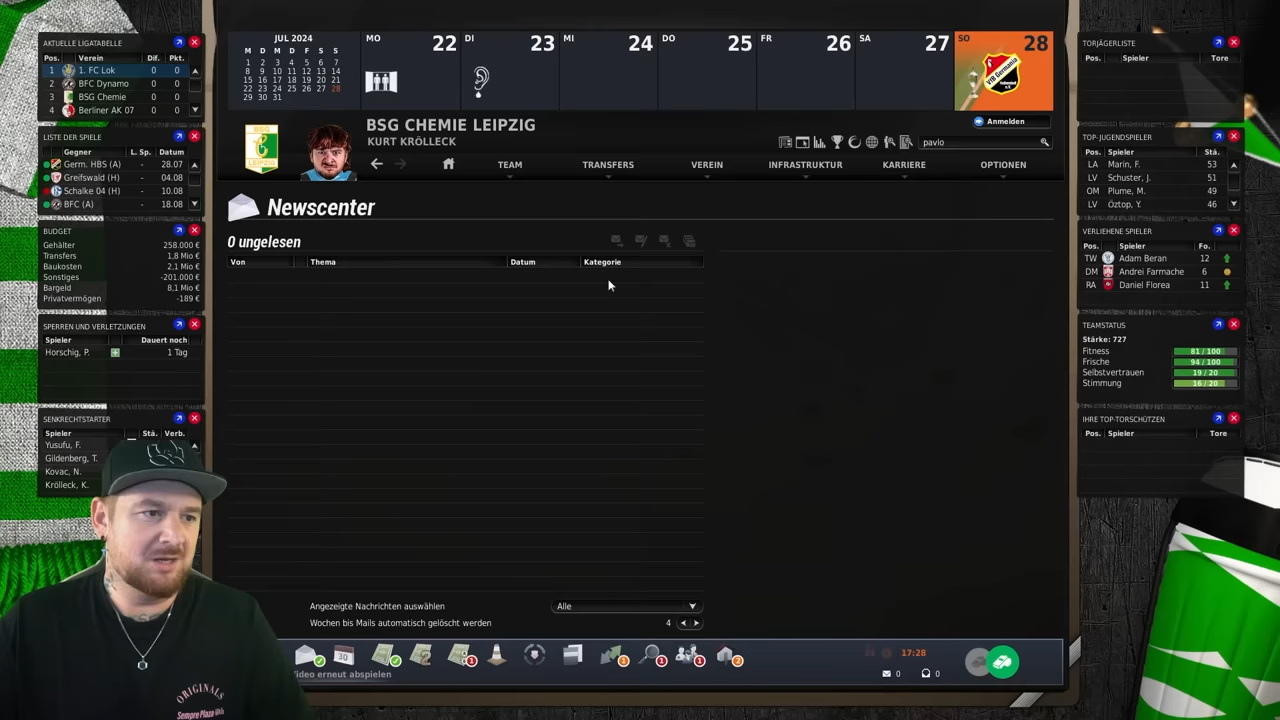 AKTUELLE LIGATABELLE
Pos. Verein Dif. Pkt.
1 1. FC Lok 0 0
2 BFC Dynamo 0 0
3 BSG Chemie 0 0
4 Berliner AK 07 0 0
LISTE DER SPIELE
Gegner L. Sp. Datum
Germ. HBS (A) - 28.07
Greifswald (H) - 04.08
Schalke 04 (H) - 10.08
BFC (A) - 18.08
BUDGET
Gehälter 258.000 €
Transfers 1,8 Mio €
Baukosten 2,1 Mio €
Sonstiges -201.000 €
Bargeld 8,1 Mio €
Privatvermögen -189 €
SPERREN UND VERLETZUNGEN
Spieler Dauert noch
Horschig, P. 1 Tag
SENKRECHTSTARTER
Spieler Stä. Verb.
Yusufu, F.
Gildenberg, T.
Kovac, N.
Krölleck, K.
ORIGINALS
JUL 2024
M D M D F S S
1 2 3 4 5 6 7
8 9 10 11 12 13 14
15 16 17 18 19 20 21
22 23 24 25 26 27 28
29 30 31
MO 22
DI 23
MI 24
DO 25
FR 26
SA 27
SO 28
VfB Germania
BSG
LEIPZIG
BSG CHEMIE LEIPZIG
KURT KRÖLLECK
Anmelden
pavlo
TEAM TRANSFERS VEREIN INFRASTRUKTUR KARRIERE OPTIONEN
Newscenter
0 ungelesen
Von Thema Datum Kategorie
Angezeigte Nachrichten auswählen Alle
Wochen bis Mails automatisch gelöscht werden 4
30 2 1 1 1 1 2
ideo erneut abspielen
17:28
0 0
TORJÄGERLISTE
Pos. Spieler Tore
TOP-JUGENDSPIELER
Pos. Spieler Stä.
LA Marin, F. 53
LV Schuster, J. 51
OM Plume, M. 49
LV Öztop, Y. 46
VERLIEHENE SPIELER
Pos. Spieler Fo.
TW Adam Beran 12
DM Andrei Farmache 6
RA Daniel Florea 11
TEAMSTATUS
Stärke: 727
Fitness 81 / 100
Frische 94 / 100
Selbstvertrauen 19 / 20
Stimmung 16 / 20
IHRE TOP-TORSCHÜTZEN
Pos. Spieler Tore